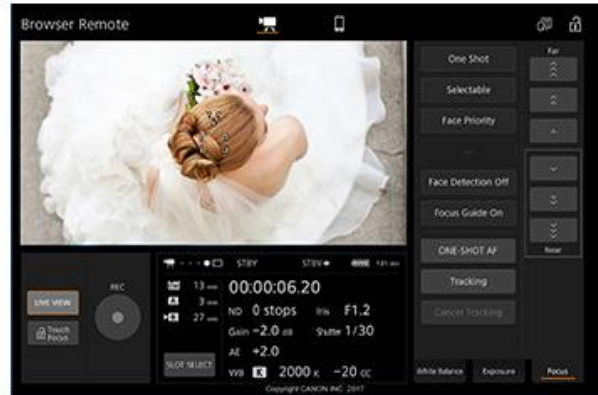 Browser Remote
One Shot
Far
Selectable
Face Priority
Face Detection Off
Focus Guide On
ONE-SHOT AF
Near
Tracking
Cancel Tracking
White Balance
Exposure
Focus
LIVE VIEW
Touch
Focus
REC
STBY
STBY
13
3
27
SLOT SELECT
00:00:06.20
ND 0 stops Iris F1.2
Gain -2.0 dB Shutter 1/30
AE +2.0
WB K 2000 K -20 CC
Copyright CANON INC. 2017